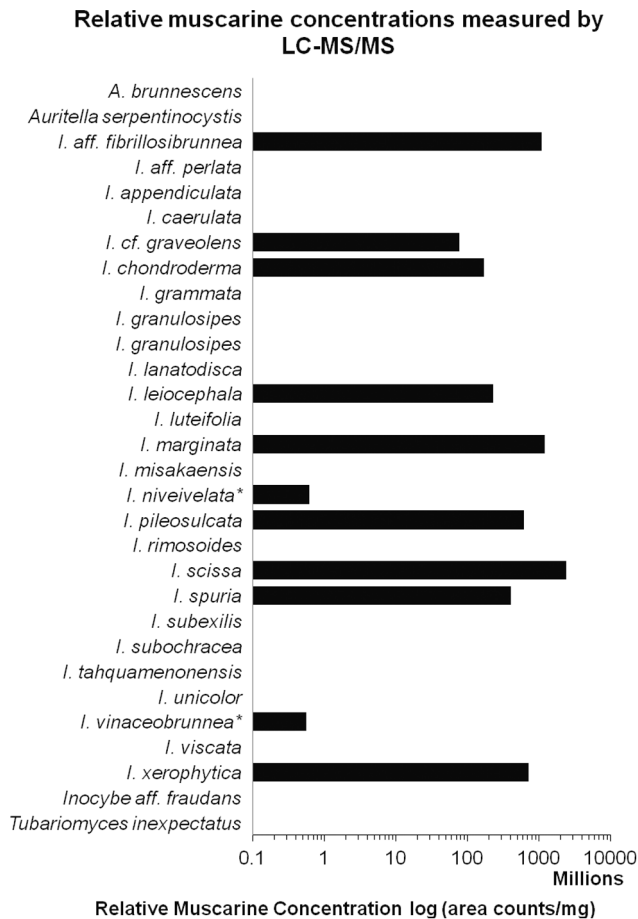 Relative muscarine concentrations measured by
LC-MS/MS
A. brunnescens
Auritella serpentinocystis
I. aff. fibrillosibrunnea
I. aff. perlata
I. appendiculata
I. caerulata
I. cf. graveolens
I. chondroderma
I. grammata
I. granulosipes
I. granulosipes
I. lanatodisca
I. leiocephala
I. luteifolia
I. marginata
I. misakaensis
I. niveivelata*
I. pileosulcata
I. rimosoides
I. scissa
I. spuria
I. subexilis
I. subochracea
I. tahquamenonensis
I. unicolor
I. vinaceobrunnea*
I. viscata
I. xerophytica
Inocybe aff. fraudans
Tubariomyces inexpectatus
0.1 1 10 100 1000 10000
Millions
Relative Muscarine Concentration log (area counts/mg)